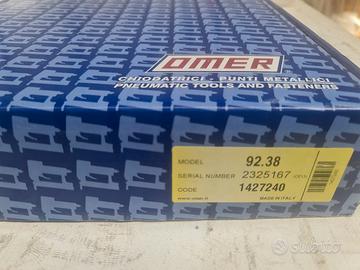 OMER
CHIODATRICI - PUNTI METALLICI
PNEUMATIC TOOLS AND FASTENERS
MODEL 92.38
SERIAL NUMBER 2325167
CODE 1427240
www.omer.it MADE IN ITALY
subito